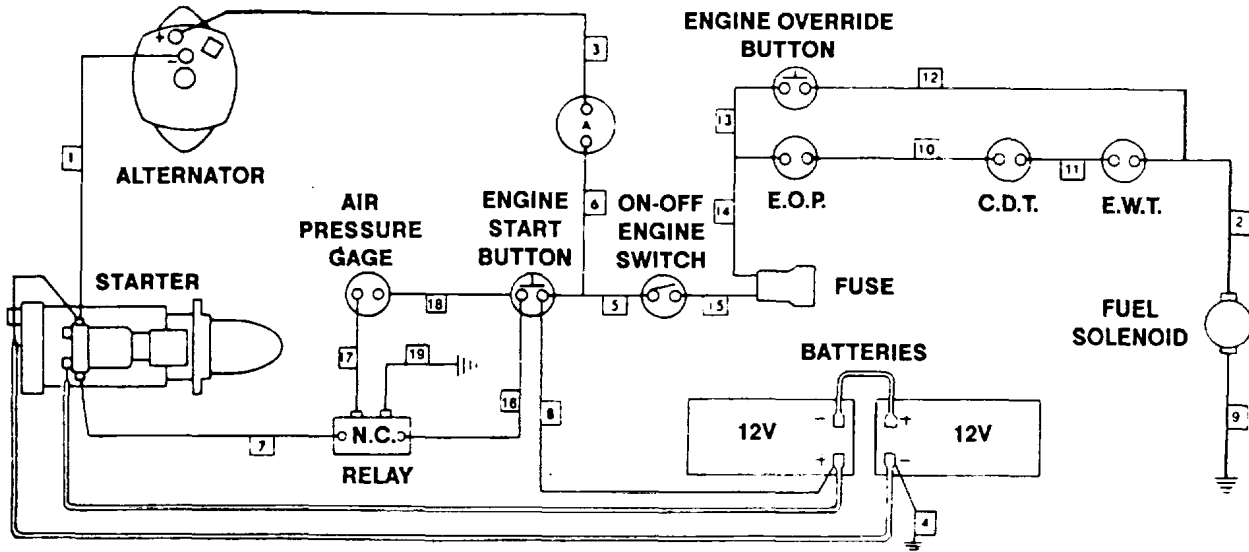 ENGINE OVERRIDE
BUTTON
+
-
3
12
A
13
1
10
11
ALTERNATOR
E.O.P.
C.D.T.
E.W.T.
AIR
PRESSURE
GAGE
ENGINE
START
BUTTON
6
ON-OFF
ENGINE
SWITCH
14
2
STARTER
18
5
15
FUSE
FUEL
SOLENOID
17
19
BATTERIES
16
8
9
12V
-
+
12V
+
-
7
N.C.
RELAY
4